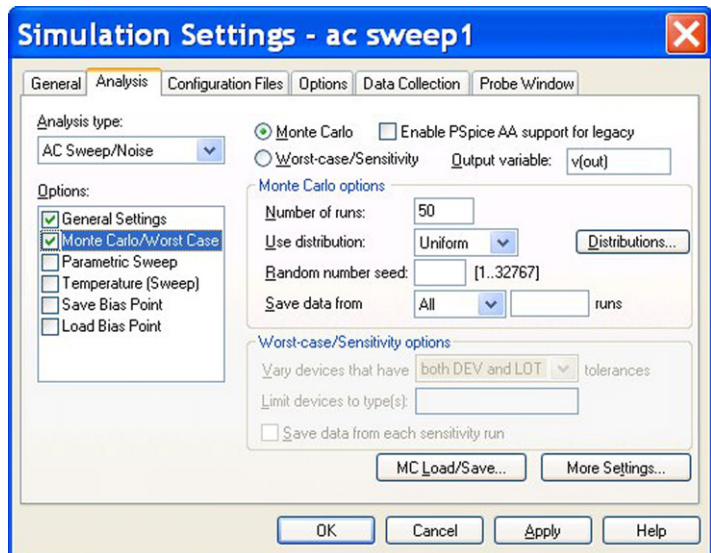 Simulation Settings - ac sweep1
General
Analysis
Configuration Files
Options
Data Collection
Probe Window
Analysis type:
AC Sweep/Noise
Options:
General Settings
Monte Carlo/Worst Case
Parametric Sweep
Temperature (Sweep)
Save Bias Point
Load Bias Point
Monte Carlo
Enable PSpice AA support for legacy
Worst-case/Sensitivity
Output variable:
v(out)
Monte Carlo options
Number of runs:
50
Use distribution:
Uniform
Distributions...
Random number seed:
[1..32767]
Save data from
All
runs
Worst-case/Sensitivity options
Vary devices that have
both DEV and LOT
tolerances
Limit devices to type(s):
Save data from each sensitivity run
MC Load/Save...
More Settings...
OK
Cancel
Apply
Help